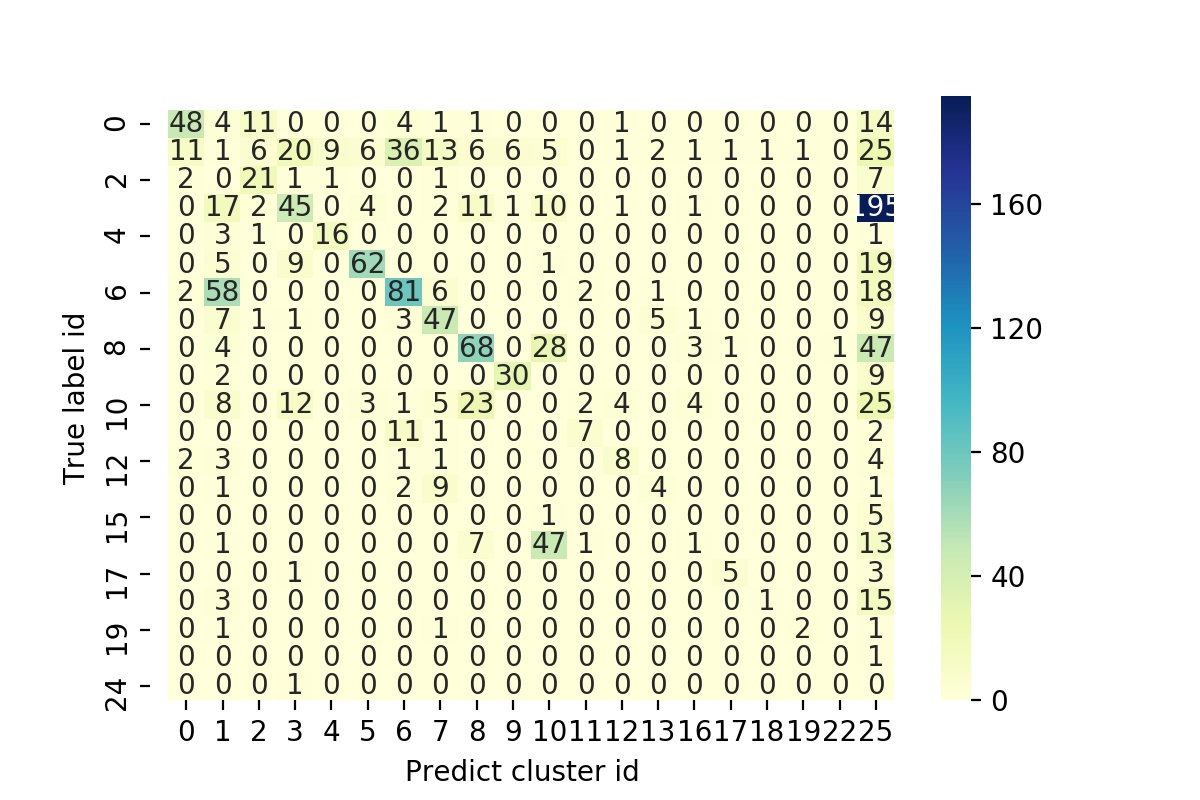 0 48 4 11 0 0 0 4 1 1 0 0 0 1 0 0 0 0 0 0 14
11 1 6 20 9 6 36 13 6 6 5 0 1 2 1 1 1 1 0 25
2 2 0 21 1 1 0 0 1 0 0 0 0 0 0 0 0 0 0 0 7
0 17 2 45 0 4 0 2 11 1 10 0 1 0 1 0 0 0 0 195
4 0 3 1 0 16 0 0 0 0 0 0 0 0 0 0 0 0 0 0 1
0 5 0 9 0 62 0 0 0 0 1 0 0 0 0 0 0 0 0 19
6 2 58 0 0 0 0 81 6 0 0 0 2 0 1 0 0 0 0 0 18
0 7 1 1 0 0 3 47 0 0 0 0 0 5 1 0 0 0 0 9
8 0 4 0 0 0 0 0 0 68 0 28 0 0 0 3 1 0 0 1 47
0 2 0 0 0 0 0 0 0 30 0 0 0 0 0 0 0 0 0 9
10 0 8 0 12 0 3 1 5 23 0 0 2 4 0 4 0 0 0 0 25
0 0 0 0 0 0 11 1 0 0 0 7 0 0 0 0 0 0 0 2
12 2 3 0 0 0 0 1 1 0 0 0 0 8 0 0 0 0 0 0 4
0 1 0 0 0 0 2 9 0 0 0 0 0 4 0 0 0 0 0 1
15 0 0 0 0 0 0 0 0 0 0 1 0 0 0 0 0 0 0 0 5
0 1 0 0 0 0 0 0 7 0 47 1 0 0 1 0 0 0 0 13
17 0 0 0 1 0 0 0 0 0 0 0 0 0 0 0 5 0 0 0 3
0 3 0 0 0 0 0 0 0 0 0 0 0 0 0 0 1 0 0 15
19 0 1 0 0 0 0 0 1 0 0 0 0 0 0 0 0 0 2 0 1
0 0 0 0 0 0 0 0 0 0 0 0 0 0 0 0 0 0 0 1
24 0 0 0 1 0 0 0 0 0 0 0 0 0 0 0 0 0 0 0 0
0 1 2 3 4 5 6 7 8 9 10 11 12 13 16 17 18 19 22 25
Predict cluster id
True label id
160
120
80
40
0